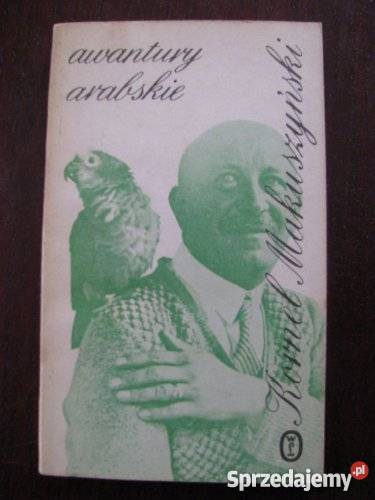 awantury
arabskie
Kornel Makuszyński
Sprzedajemy.pl